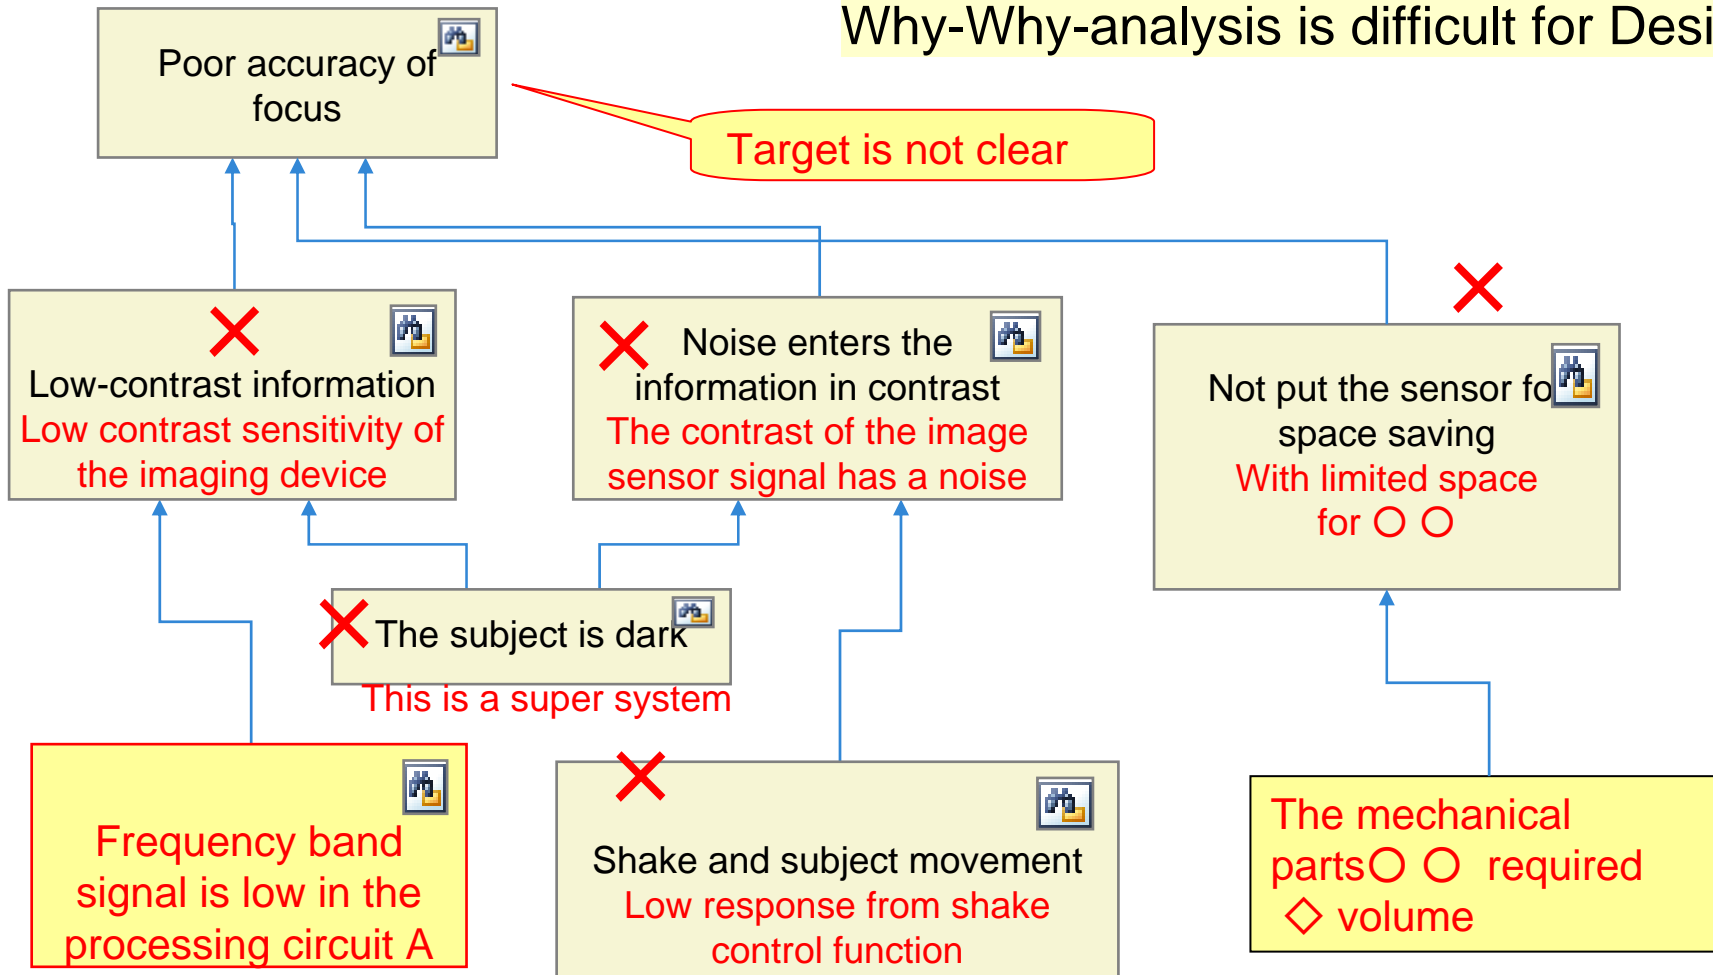 Why-Why-analysis is difficult for Desi
Poor accuracy of
focus
Target is not clear
Low-contrast information
Low contrast sensitivity of
the imaging device
Noise enters the
information in contrast
The contrast of the image
sensor signal has a noise
Not put the sensor fo
space saving
With limited space
for ○ ○
The subject is dark
This is a super system
Frequency band
signal is low in the
processing circuit A
Shake and subject movement
Low response from shake
control function
The mechanical
parts○ ○ required
◇ volume